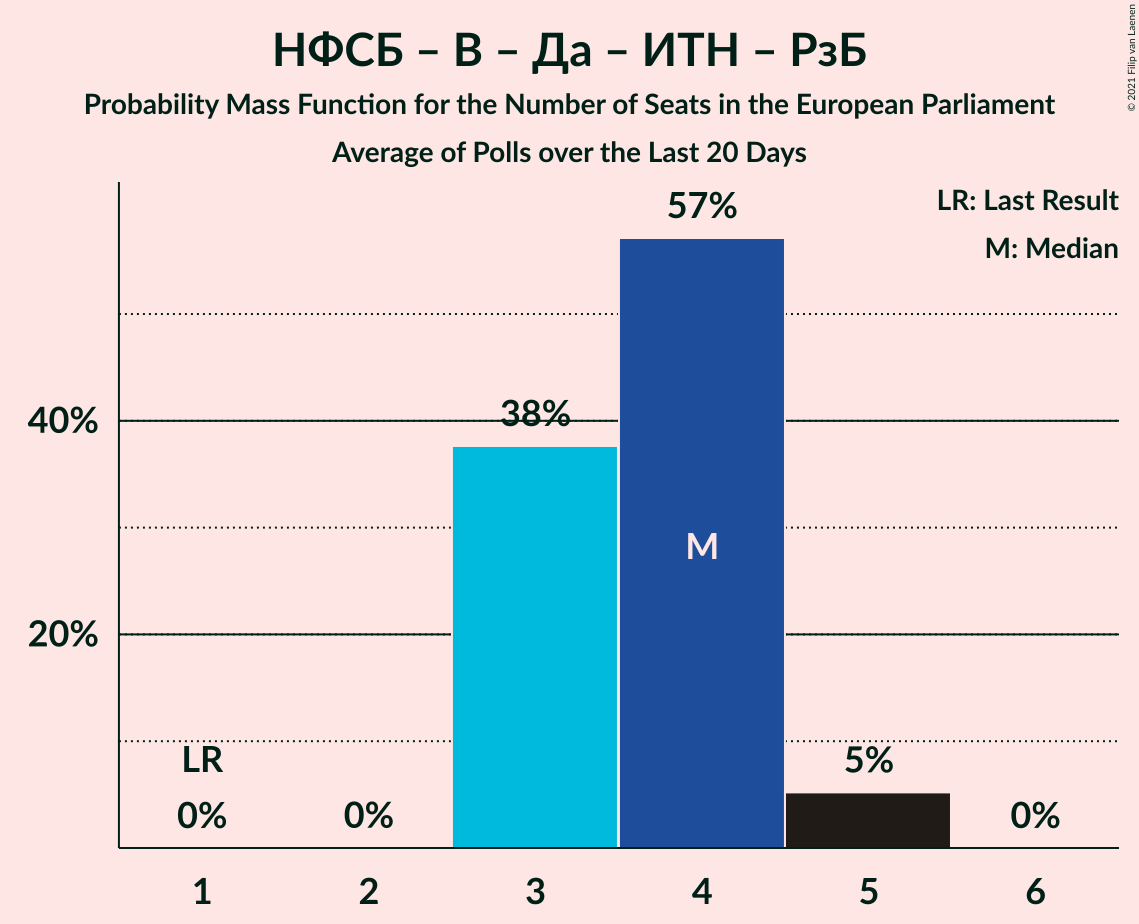 НФСБ – В – Да – ИТН – РзБ
Probability Mass Function for the Number of Seats in the European Parliament
Average of Polls over the Last 20 Days
© 2021 Filip van Laenen
LR: Last Result
M: Median
57%
40%
38%
M
20%
LR
5%
0%
0%
0%
1
2
3
4
5
6